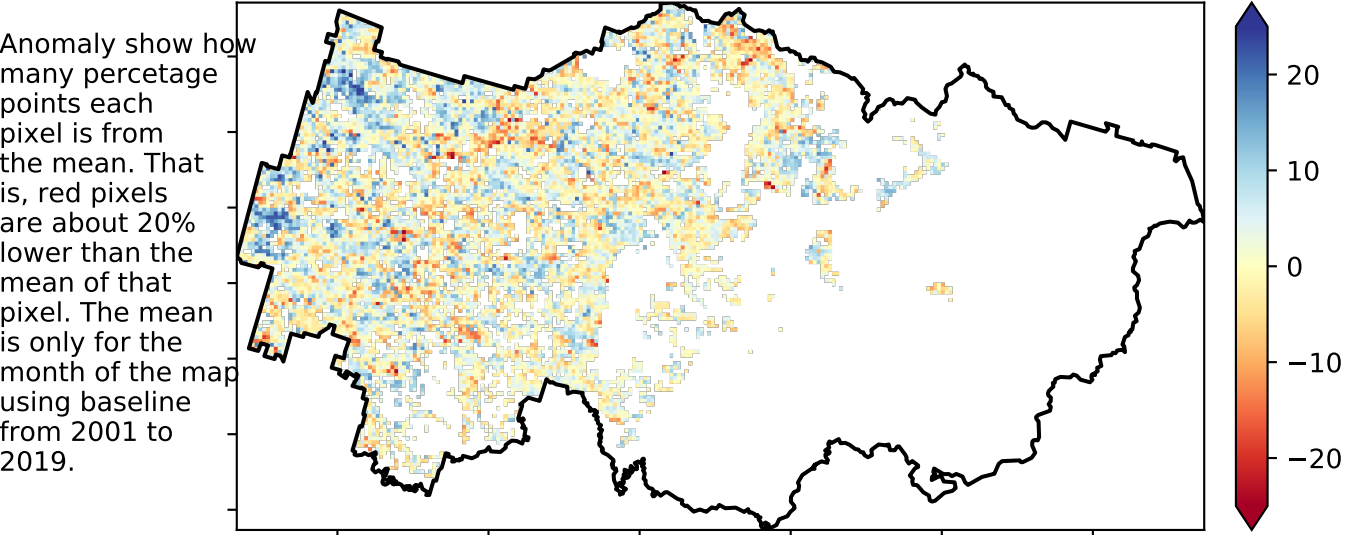 Anomaly show how
many percetage
points each
pixel is from
the mean. That
is, red pixels
are about 20%
lower than the
mean of that
pixel. The mean
is only for the
month of the map
using baseline
from 2001 to
2019.
20
10
0
−10
−20